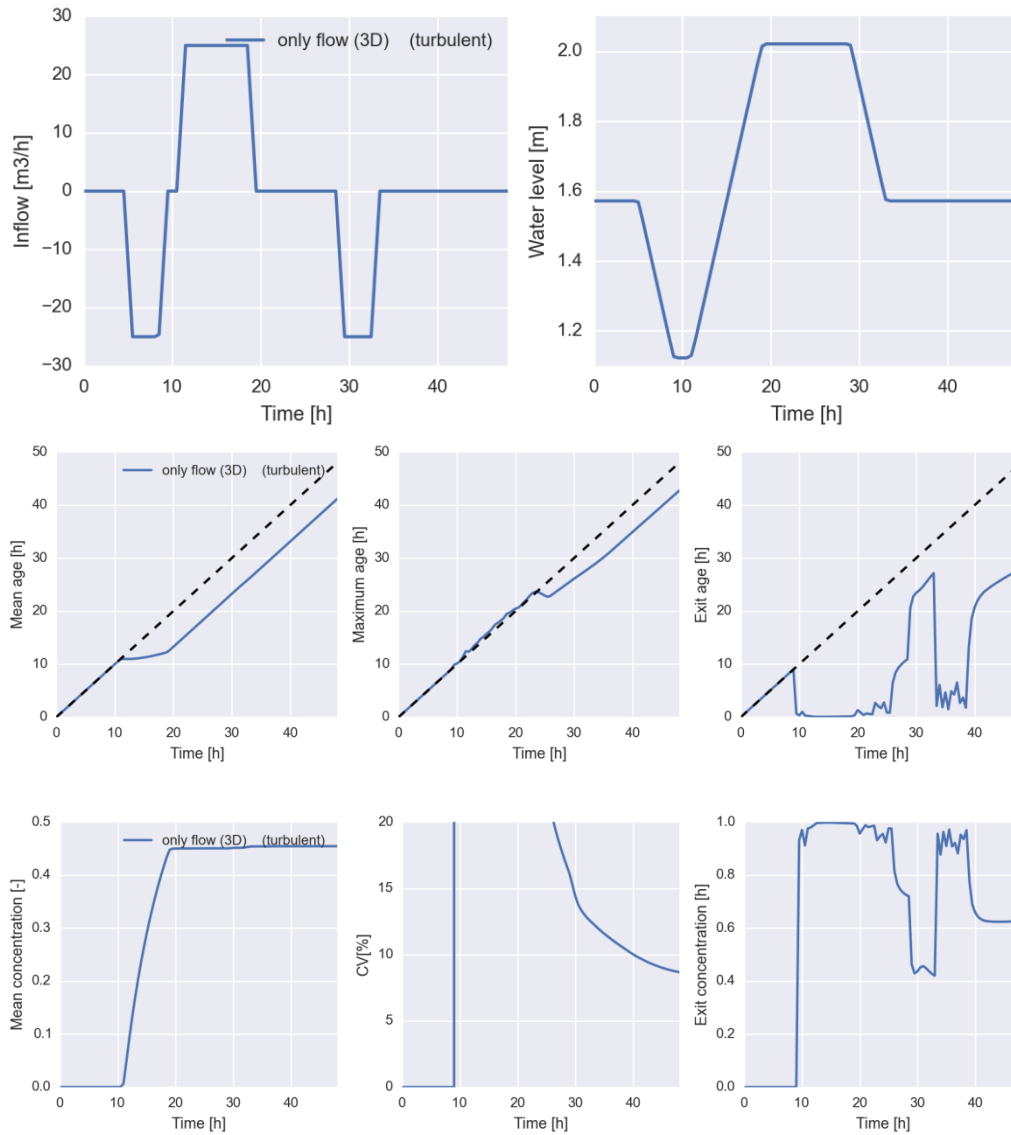 only flow (3D) (turbulent)
Inflow [m3/h]
30
20
10
0
−10
−20
−30
0 10 20 30 40
Time [h]
Water level [m]
2.0
1.8
1.6
1.4
1.2
0 10 20 30 40
Time [h]
only flow (3D) (turbulent)
Mean age [h]
50
40
30
20
10
0
0 10 20 30 40
Time [h]
Maximum age [h]
50
40
30
20
10
0
0 10 20 30 40
Time [h]
Exit age [h]
50
40
30
20
10
0
0 10 20 30 40
Time [h]
only flow (3D) (turbulent)
Mean concentration [-]
0.5
0.4
0.3
0.2
0.1
0.0
0 10 20 30 40
Time [h]
CV[%]
20
15
10
5
0
0 10 20 30 40
Time [h]
Exit concentration [h]
1.0
0.8
0.6
0.4
0.2
0.0
0 10 20 30 40
Time [h]